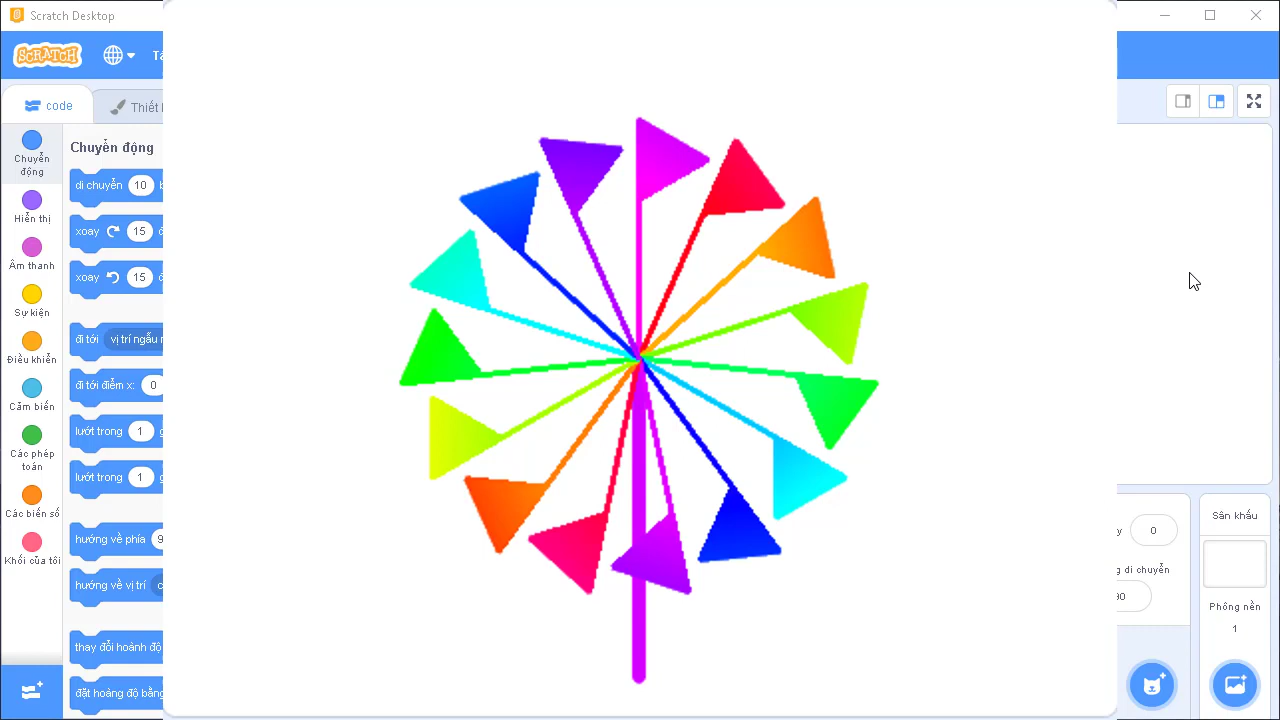 Scratch Desktop
SCRATCH
code
Thiết
Chuyển động
Chuyển động
Hiển thị
Âm thanh
Sự kiện
Điều khiển
Cảm biến
Các phép toán
Các biến số
Khối của tôi
di chuyển 10
xoay 15
xoay 15
đi tới vị trí ngẫu
đi tới điểm x: 0
lướt trong 1
lướt trong 1
hướng về phía
hướng về vị trí
thay đổi hoành độ
đặt hoành độ bằng
y 0
di chuyển
Sân khấu
Phông nền
1